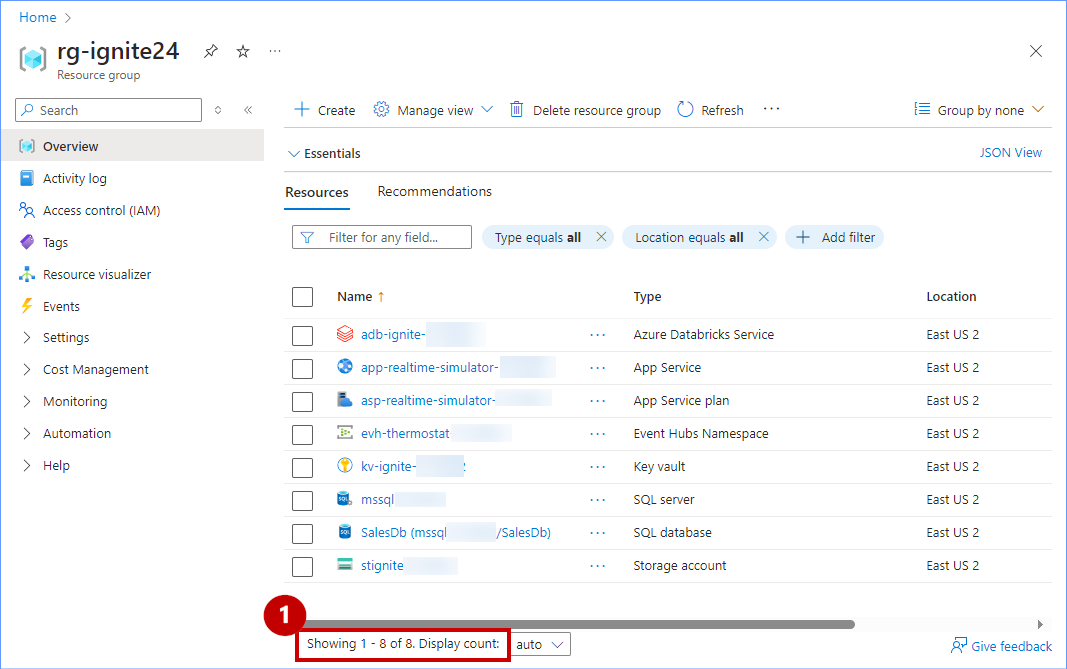 Home
rg-ignite24
Resource group
Search
Overview
Activity log
Access control (IAM)
Tags
Resource visualizer
Events
Settings
Cost Management
Monitoring
Automation
Help
Create Manage view Delete resource group Refresh Group by none
Essentials JSON View
Resources Recommendations
Filter for any field... Type equals all Location equals all Add filter
Name ↑ Type Location
adb-ignite- Azure Databricks Service East US 2
app-realtime-simulator- App Service East US 2
asp-realtime-simulator- App Service plan East US 2
evh-thermostat Event Hubs Namespace East US 2
kv-ignite- Key vault East US 2
mssql SQL server East US 2
SalesDb (mssql /SalesDb) SQL database East US 2
stignite Storage account East US 2
1
Showing 1 - 8 of 8. Display count: auto
Give feedback